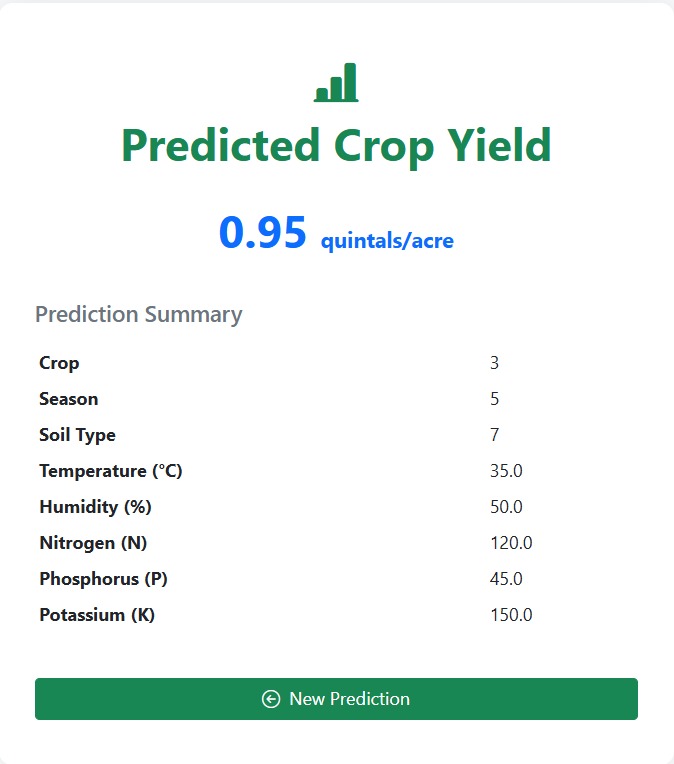 Predicted Crop Yield
0.95 quintals/acre
Prediction Summary
Crop 3
Season 5
Soil Type 7
Temperature (°C) 35.0
Humidity (%) 50.0
Nitrogen (N) 120.0
Phosphorus (P) 45.0
Potassium (K) 150.0
New Prediction